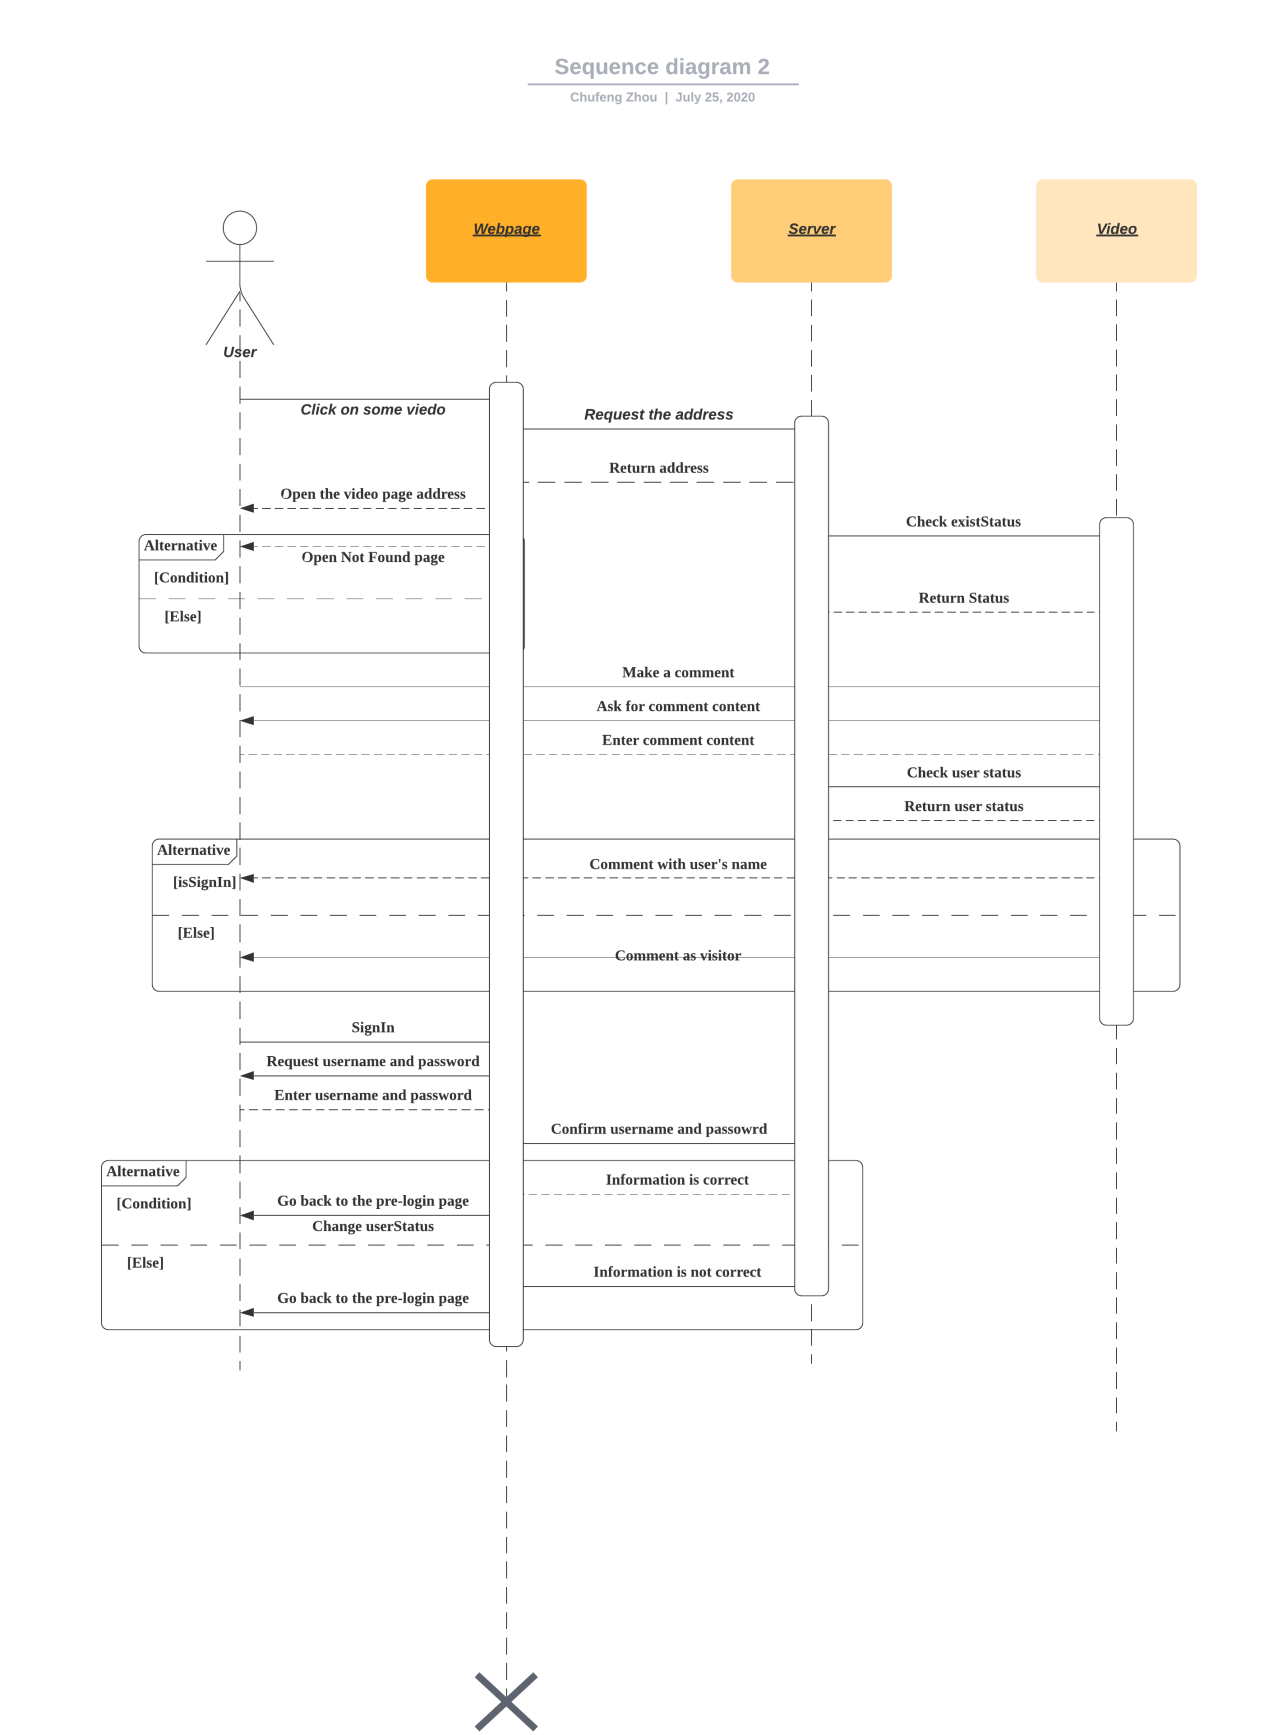 Sequence diagram 2
Chufeng Zhou | July 25, 2020
Webpage
Server
Video
User
Click on some viedo
Request the address
Return address
Open the video page address
Check existStatus
Alternative
Open Not Found page
[Condition]
Return Status
[Else]
Make a comment
Ask for comment content
Enter comment content
Check user status
Return user status
Alternative
Comment with user's name
[isSignIn]
[Else]
Comment as visitor
SignIn
Request username and password
Enter username and password
Confirm username and passowrd
Alternative
Information is correct
[Condition]
Go back to the pre-login page
Change userStatus
[Else]
Information is not correct
Go back to the pre-login page